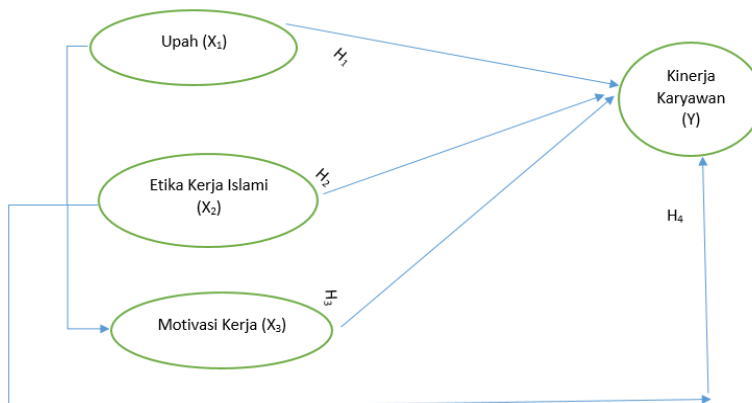 Upah (X₁)
H₁
Kinerja
Karyawan
(Y)
Etika Kerja Islami
(X₂)
H₂
H₄
Motivasi Kerja (X₃)
H₃